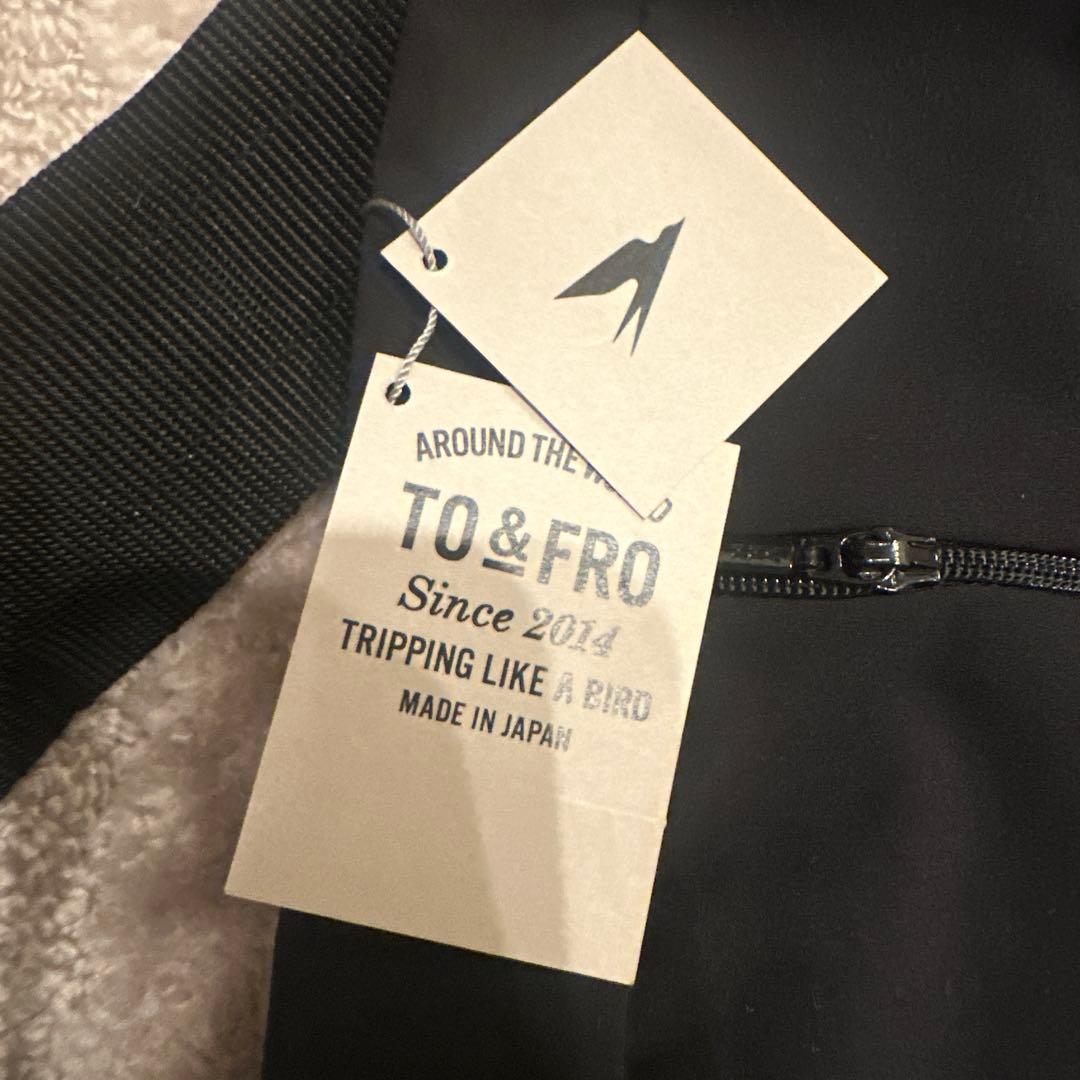 AROUND THE
TO & FRO
Since 2014
TRIPPING LIKE A BIRD
MADE IN JAPAN